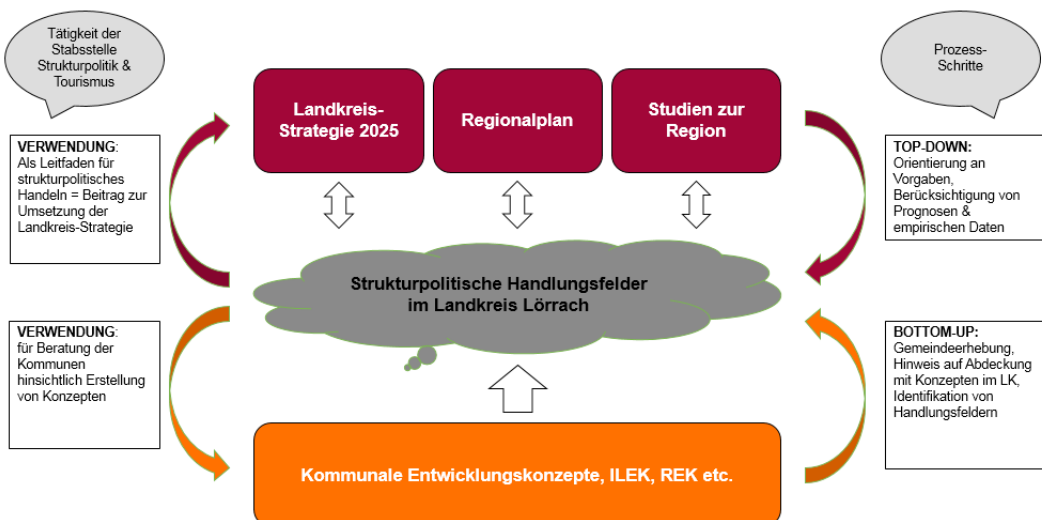 Tätigkeit der
Stabsstelle
Strukturpolitik &
Tourismus
Prozess-
Schritte
Landkreis-
Strategie 2025
Regionalplan
Studien zur
Region
VERWENDUNG:
Als Leitfaden für
strukturpolitisches
Handeln = Beitrag zur
Umsetzung der
Landkreis-Strategie
TOP-DOWN:
Orientierung an
Vorgaben,
Berücksichtigung von
Prognosen &
empirischen Daten
Strukturpolitische Handlungsfelder
im Landkreis Lörrach
VERWENDUNG:
für Beratung der
Kommunen
hinsichtlich Erstellung
von Konzepten
BOTTOM-UP:
Gemeindeerhebung,
Hinweis auf Abdeckung
mit Konzepten im LK,
Identifikation von
Handlungsfeldern
Kommunale Entwicklungskonzepte, ILEK, REK etc.